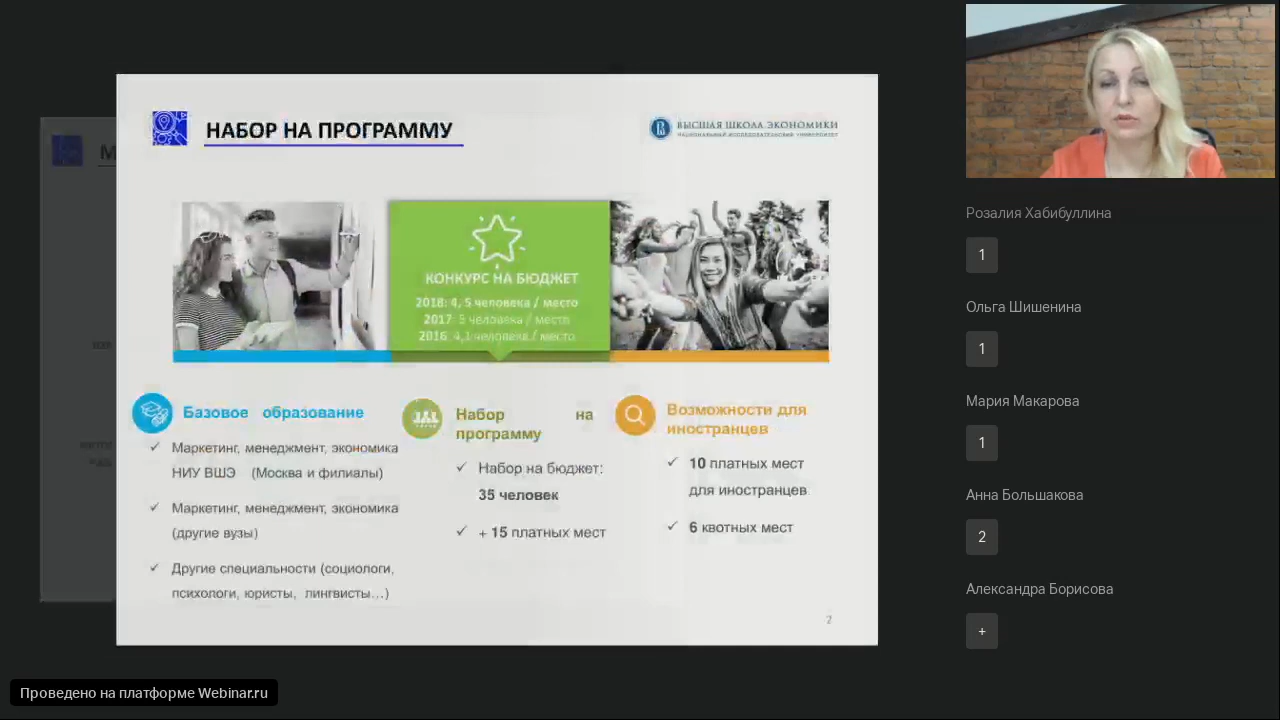 НАБОР НА ПРОГРАММУ
ВЫСШАЯ ШКОЛА ЭКОНОМИКИ
НАЦИОНАЛЬНЫЙ ИССЛЕДОВАТЕЛЬСКИЙ УНИВЕРСИТЕТ
КОНКУРС НА БЮДЖЕТ
2018: 4, 5 человека / место
2017: 5 человека / место
2016: 4,1 человека / место
Базовое образование
Маркетинг, менеджмент, экономика
НИУ ВШЭ (Москва и филиалы)
Маркетинг, менеджмент, экономика
(другие вузы)
Другие специальности (социологи,
психологи, юристы, лингвисты…)
Набор на
программу
Набор на бюджет:
35 человек
+ 15 платных мест
Возможности для
иностранцев
10 платных мест
для иностранцев
6 квотных мест
2
Розалия Хабибуллина
1
Ольга Шишенина
1
Мария Макарова
1
Анна Большакова
2
Александра Борисова
+
Проведено на платформе Webinar.ru